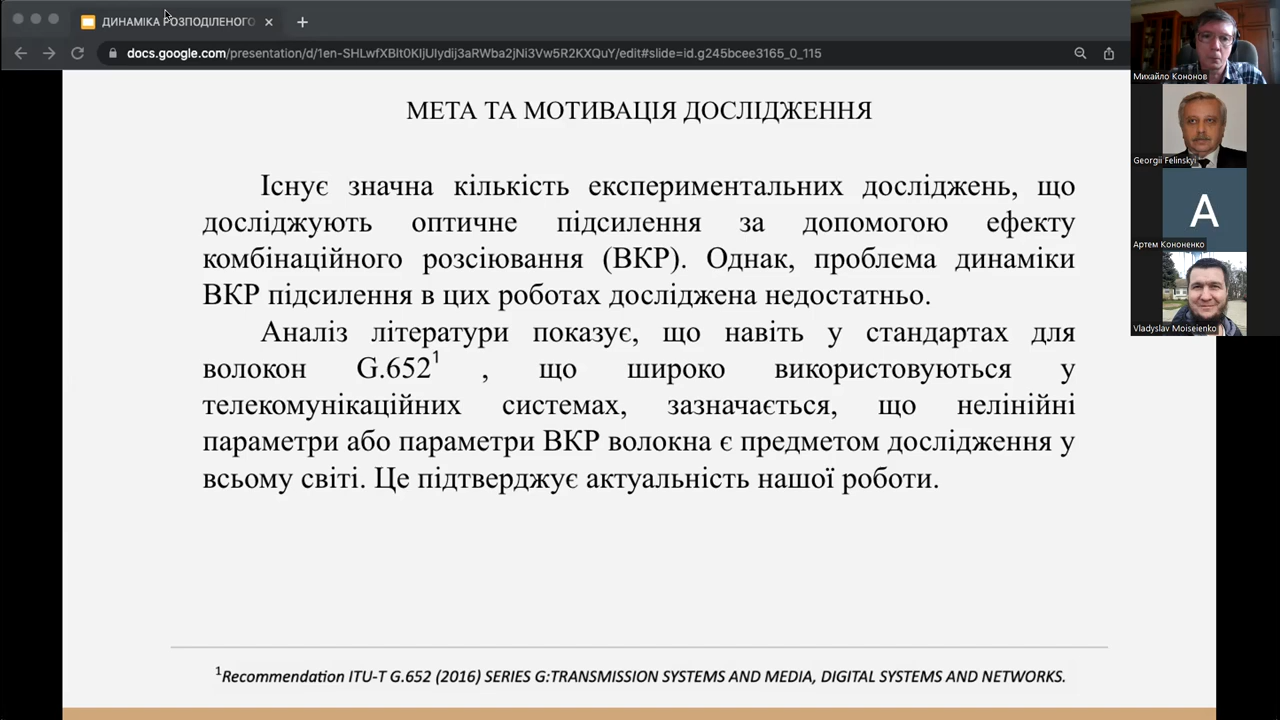 ДИНАМІКА РОЗПОДІЛЕНОГО
docs.google.com/presentation/d/1en-SHLwfXBlt0KIjUIydij3aRWba2jNi3Vw5R2KXQuY/edit#slide=id.g245bcee3165_0_115
МЕТА ТА МОТИВАЦІЯ ДОСЛІДЖЕННЯ
Існує значна кількість експериментальних досліджень, що
досліджують оптичне підсилення за допомогою ефекту
комбінаційного розсіювання (ВКР). Однак, проблема динаміки
ВКР підсилення в цих роботах досліджена недостатньо.
Аналіз літератури показує, що навіть у стандартах для
волокон G.652¹ , що широко використовуються у
телекомунікаційних системах, зазначається, що нелінійні
параметри або параметри ВКР волокна є предметом дослідження у
всьому світі. Це підтверджує актуальність нашої роботи.
¹Recommendation ITU-T G.652 (2016) SERIES G:TRANSMISSION SYSTEMS AND MEDIA, DIGITAL SYSTEMS AND NETWORKS.
Михайло Кононов
Georgii Felinskyi
A
Артем Кононенко
Vladyslav Moiseienko